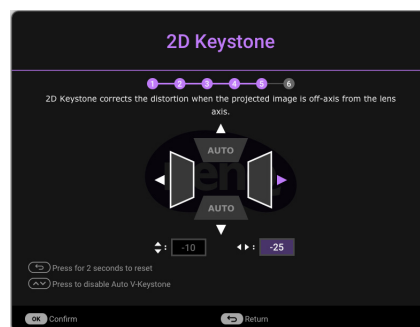 2D Keystone
1 2 3 4 5 6
2D Keystone corrects the distortion when the projected image is off-axis from the lens
axis.
AUTO
AUTO
: -10 : -25
Press for 2 seconds to reset
Press to disable Auto V-Keystone
OK Confirm Return